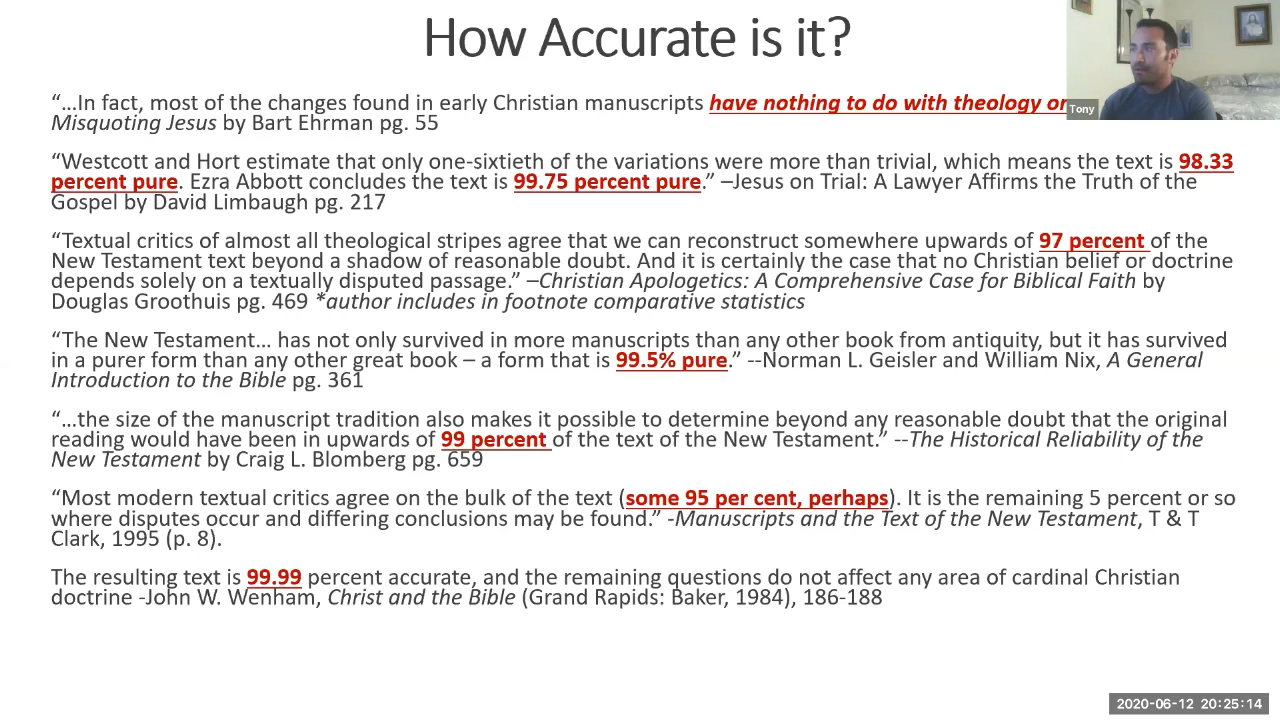 How Accurate is it?
“…In fact, most of the changes found in early Christian manuscripts have nothing to do with theology or
Tony
Misquoting Jesus by Bart Ehrman pg. 55
“Westcott and Hort estimate that only one-sixtieth of the variations were more than trivial, which means the text is 98.33
percent pure. Ezra Abbott concludes the text is 99.75 percent pure.” –Jesus on Trial: A Lawyer Affirms the Truth of the
Gospel by David Limbaugh pg. 217
“Textual critics of almost all theological stripes agree that we can reconstruct somewhere upwards of 97 percent of the
New Testament text beyond a shadow of reasonable doubt. And it is certainly the case that no Christian belief or doctrine
depends solely on a textually disputed passage.” –Christian Apologetics: A Comprehensive Case for Biblical Faith by
Douglas Groothuis pg. 469 *author includes in footnote comparative statistics
“The New Testament… has not only survived in more manuscripts than any other book from antiquity, but it has survived
in a purer form than any other great book – a form that is 99.5% pure.” --Norman L. Geisler and William Nix, A General
Introduction to the Bible pg. 361
“…the size of the manuscript tradition also makes it possible to determine beyond any reasonable doubt that the original
reading would have been in upwards of 99 percent of the text of the New Testament.” --The Historical Reliability of the
New Testament by Craig L. Blomberg pg. 659
“Most modern textual critics agree on the bulk of the text (some 95 per cent, perhaps). It is the remaining 5 percent or so
where disputes occur and differing conclusions may be found.” -Manuscripts and the Text of the New Testament, T & T
Clark, 1995 (p. 8).
The resulting text is 99.99 percent accurate, and the remaining questions do not affect any area of cardinal Christian
doctrine -John W. Wenham, Christ and the Bible (Grand Rapids: Baker, 1984), 186-188
2020-06-12 20:25:14